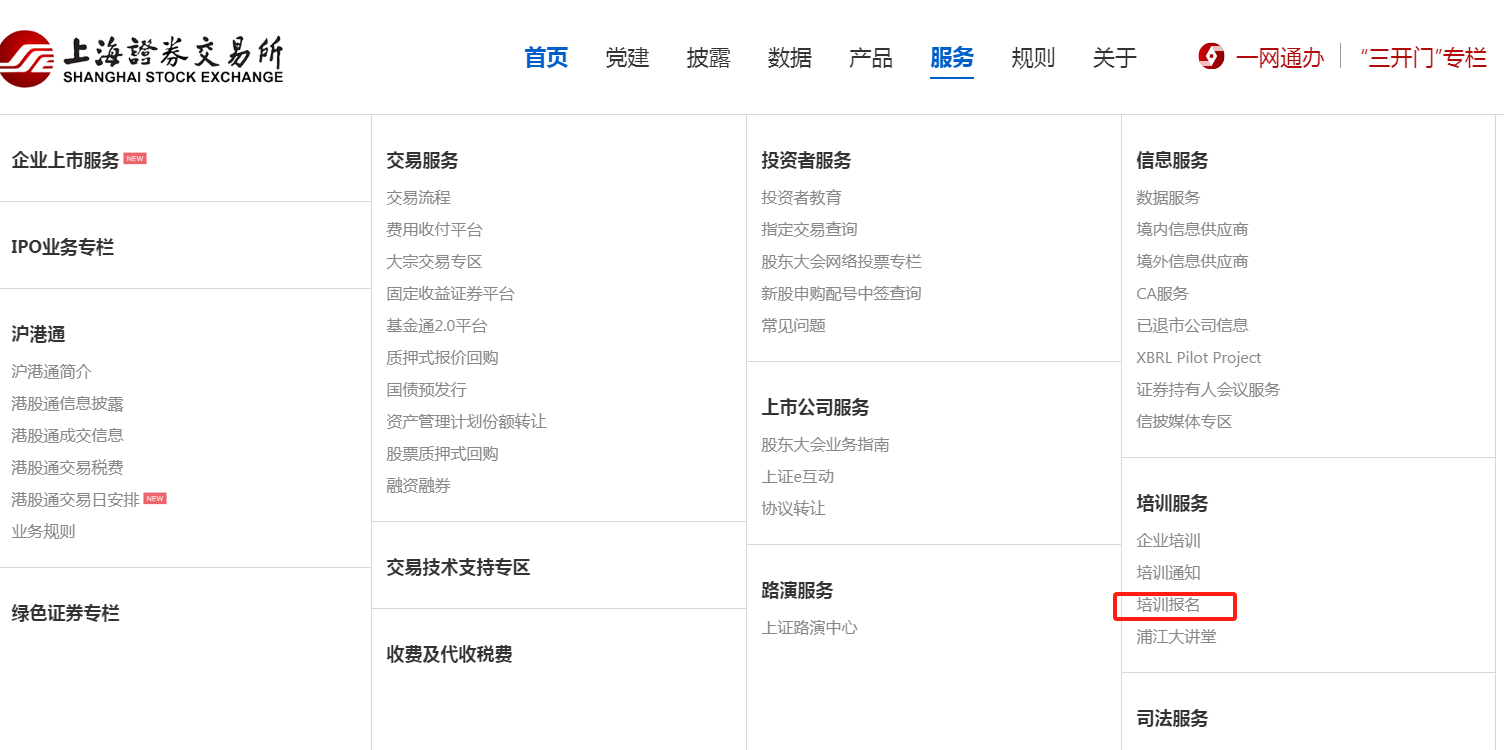 上海證券交易所
SHANGHAI STOCK EXCHANGE
首页 党建 披露 数据 产品 服务 规则 关于 一网通办 “三开门”专栏
企业上市服务 NEW
IPO业务专栏
沪港通
沪港通简介
港股通信息披露
港股通成交信息
港股通交易税费
港股通交易日安排 NEW
业务规则
绿色证券专栏
交易服务
交易流程
费用收付平台
大宗交易专区
固定收益证券平台
基金通2.0平台
质押式报价回购
国债预发行
资产管理计划份额转让
股票质押式回购
融资融券
交易技术支持专区
收费及代收税费
投资者服务
投资者教育
指定交易查询
股东大会网络投票专栏
新股申购配号中签查询
常见问题
上市公司服务
股东大会业务指南
上证e互动
协议转让
路演服务
上证路演中心
信息服务
数据服务
境内信息供应商
境外信息供应商
CA服务
已退市公司信息
XBRL Pilot Project
证券持有人会议服务
信披媒体专区
培训服务
企业培训
培训通知
培训报名
浦江大讲堂
司法服务